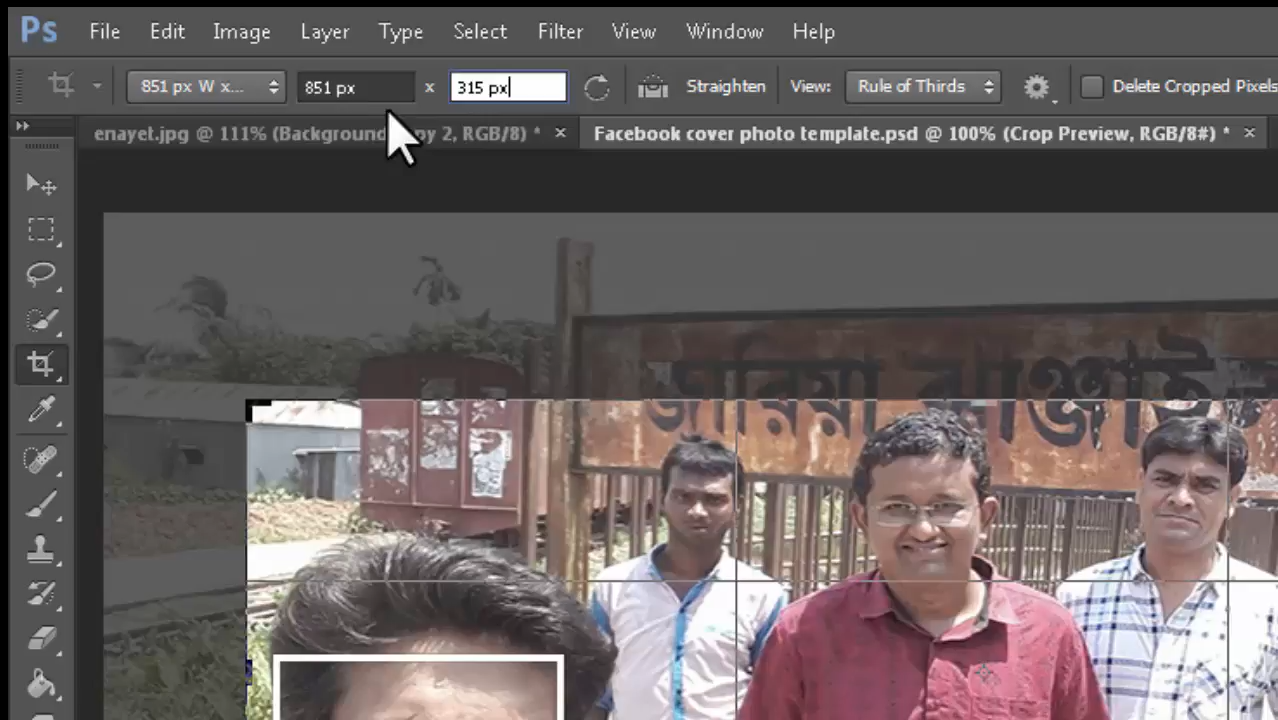 Ps File Edit Image Layer Type Select Filter View Window Help
851 px W x... 851 px x 315 px Straighten View: Rule of Thirds Delete Cropped Pixels
enayet.jpg @ 111% (Background py 2, RGB/8) * × Facebook cover photo template.psd @ 100% (Crop Preview, RGB/8#) * ×
জারিয়া ঝাঞ্জাইল